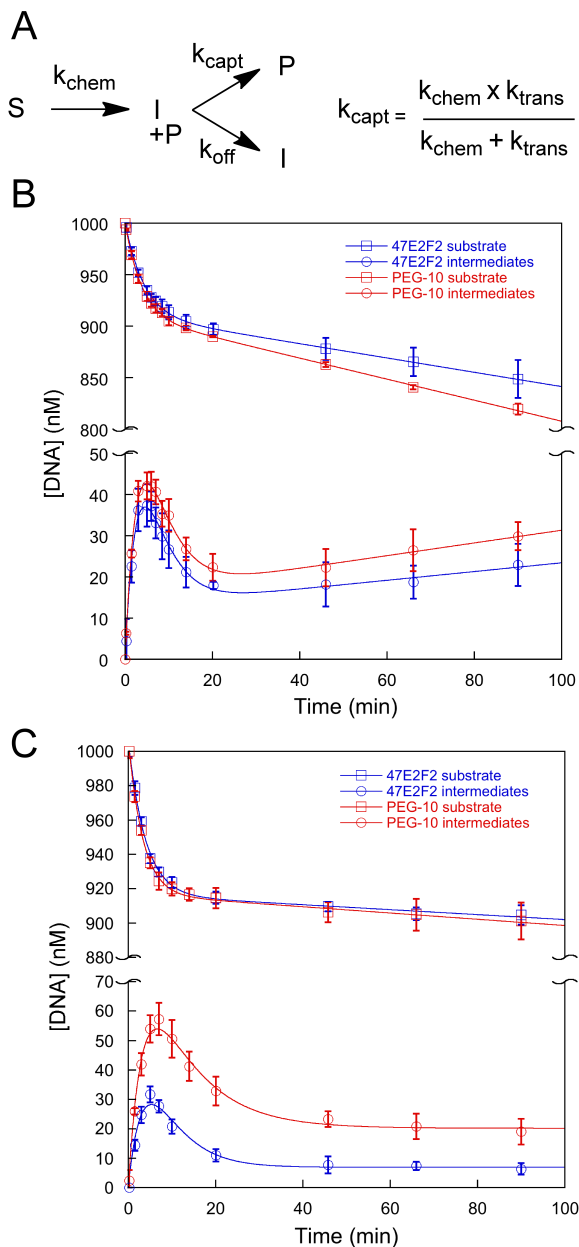 A
S
k_chem
I
+P
k_capt
P
k_off
I
k_capt = k_chem x k_trans
k_chem + k_trans
B
1000
950
900
850
800
50
40
30
20
10
0
[DNA] (nM)
47E2F2 substrate
47E2F2 intermediates
PEG-10 substrate
PEG-10 intermediates
0 20 40 60 80 100
Time (min)
C
1000
980
960
940
920
900
880
70
60
50
40
30
20
10
0
[DNA] (nM)
47E2F2 substrate
47E2F2 intermediates
PEG-10 substrate
PEG-10 intermediates
0 20 40 60 80 100
Time (min)